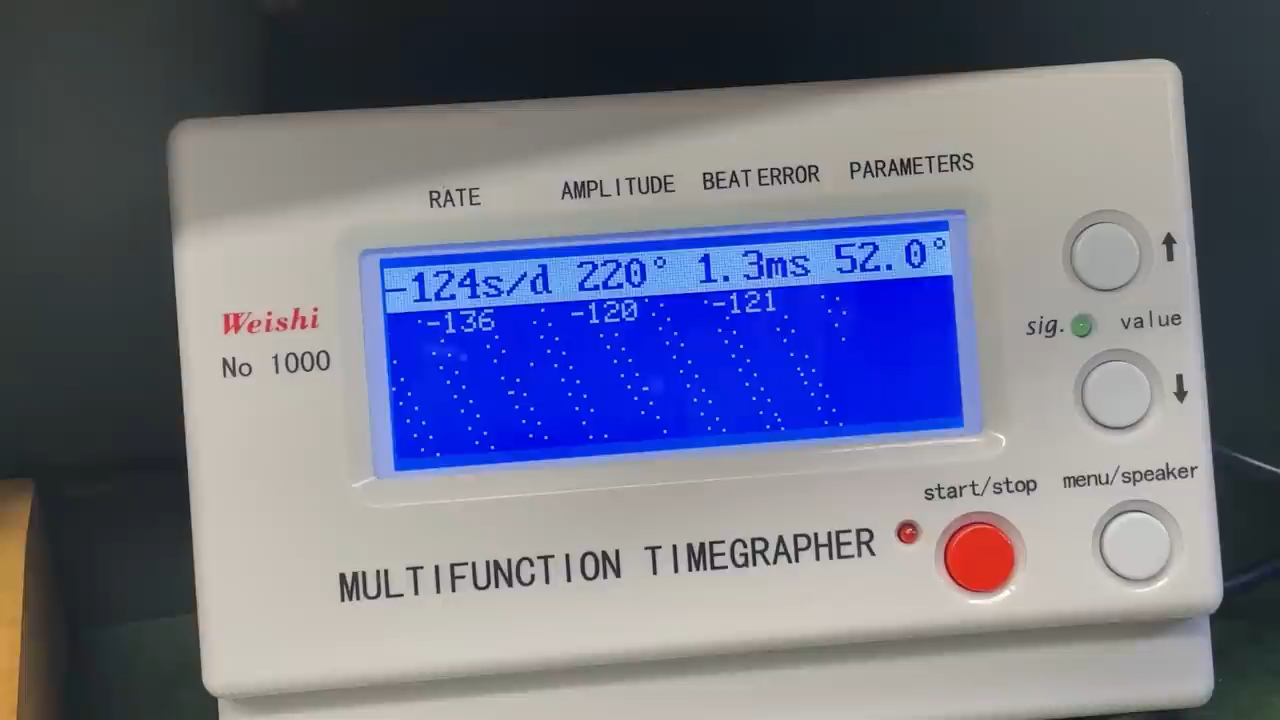 RATE AMPLITUDE BEAT ERROR PARAMETERS
-124s/d 220° 1.3ms 52.0°
-136 -120 -121
Weishi
No 1000
sig. value
start/stop menu/speaker
MULTIFUNCTION TIMEGRAPHER